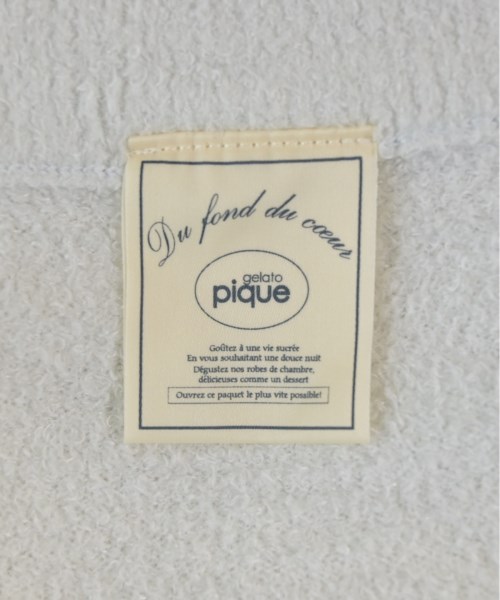 Du fond du cœur
gelato
pique
Goûtez à une vie sucrée
En vous souhaitant une douce nuit
Dégustez nos robes de chambre,
délicieuses comme un dessert
Ouvrez ce paquet le plus vite possible!